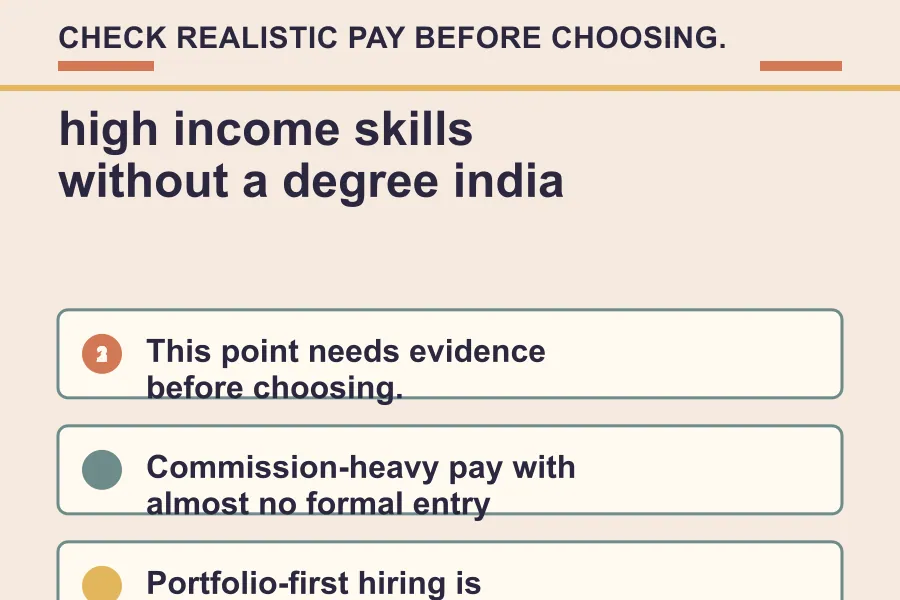 CHECK REALISTIC PAY BEFORE CHOOSING.
high income skills
without a degree india
This point needs evidence
before choosing.
Commission-heavy pay with
almost no formal entry
Portfolio-first hiring is